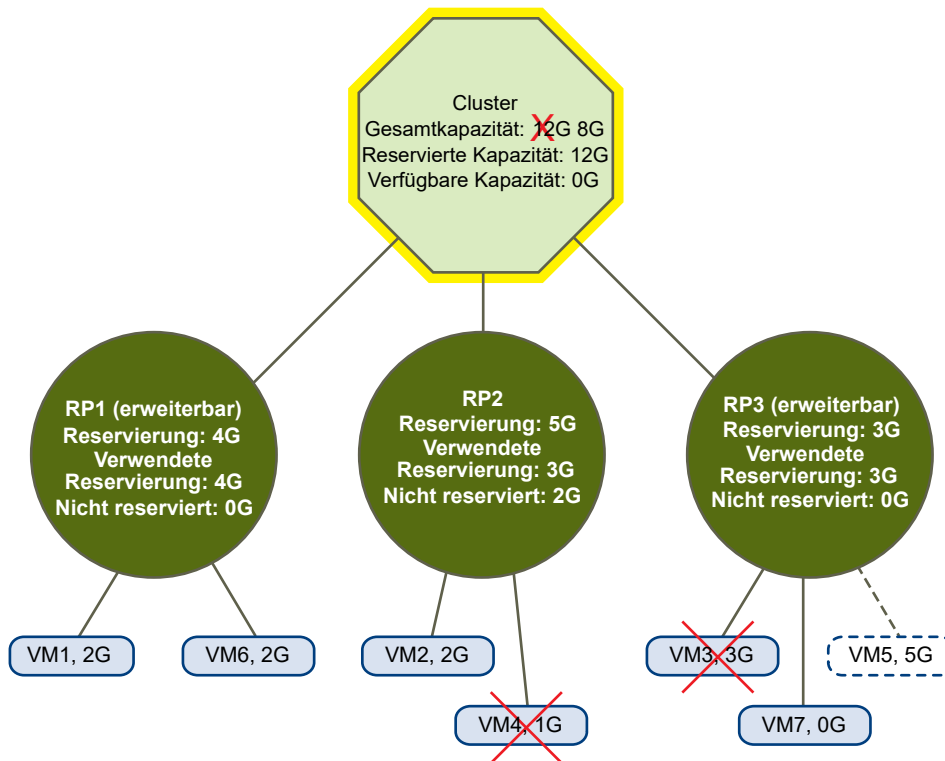 Cluster
Gesamtkapazität: 12G 8G
Reservierte Kapazität: 12G
Verfügbare Kapazität: 0G
RP1 (erweiterbar)
Reservierung: 4G
Verwendete
Reservierung: 4G
Nicht reserviert: 0G
RP2
Reservierung: 5G
Verwendete
Reservierung: 3G
Nicht reserviert: 2G
RP3 (erweiterbar)
Reservierung: 3G
Verwendete
Reservierung: 3G
Nicht reserviert: 0G
VM1, 2G
VM6, 2G
VM2, 2G
VM3, 3G
VM5, 5G
VM4, 1G
VM7, 0G